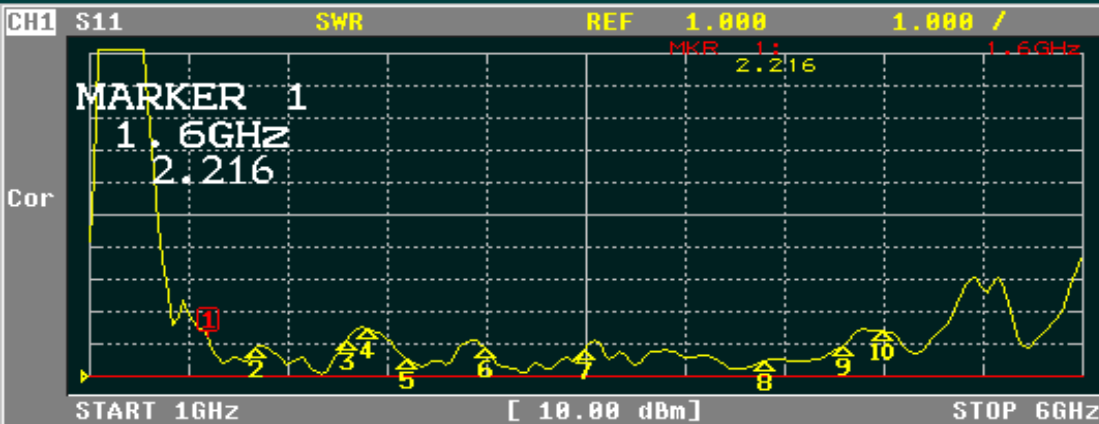 CH1 S11 SWR REF 1.000 1.000 /
MKR 1: 1.6GHz
2.216
MARKER 1
1.6GHz
2.216
Cor
1 2 3 4 5 6 7 8 9 10
START 1GHz [ 10.00 dBm] STOP 6GHz